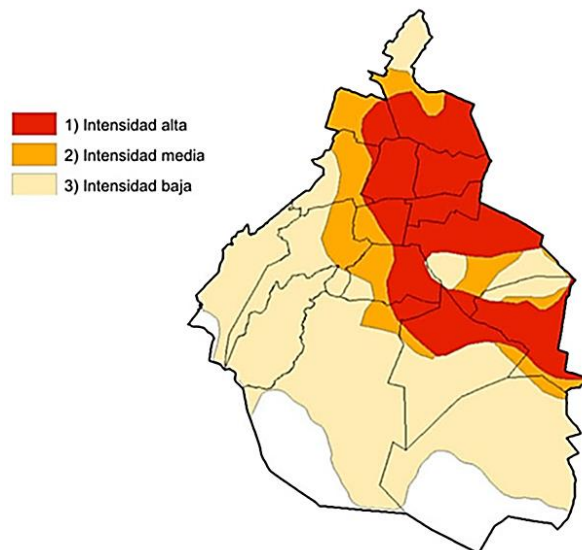 1) Intensidad alta
2) Intensidad media
3) Intensidad baja